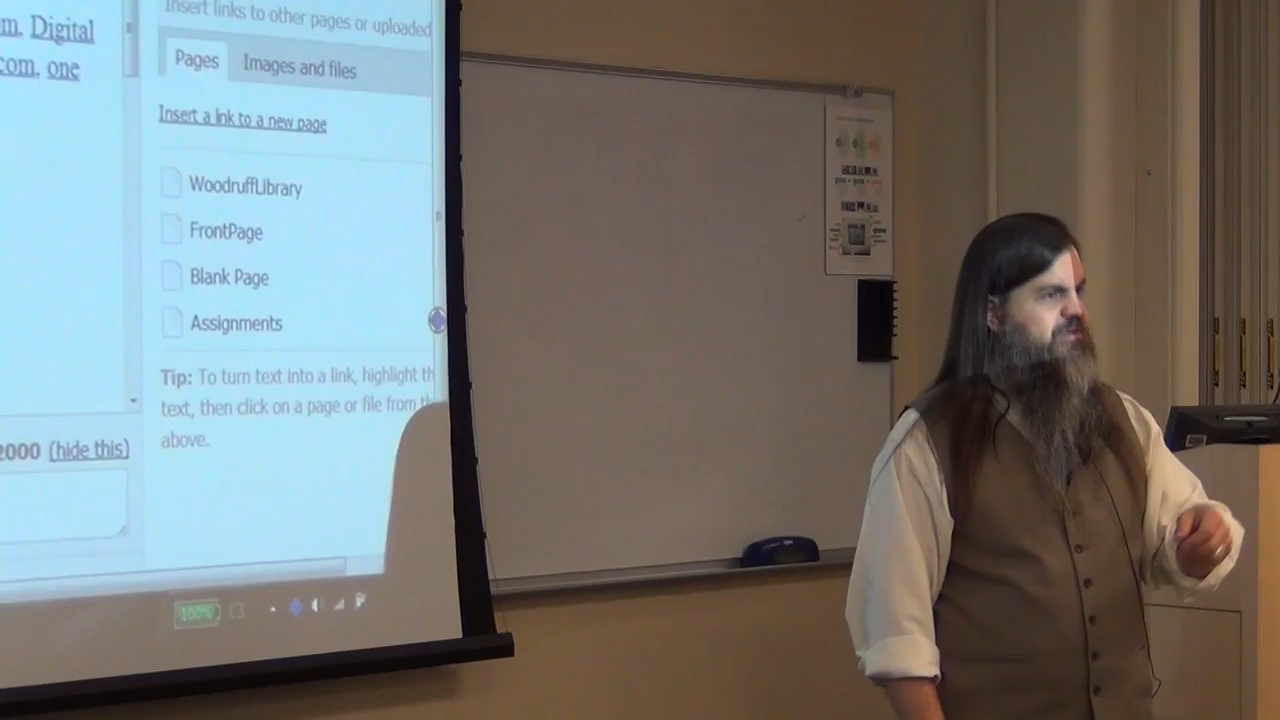 m, Digital
com, one
2000 (hide this)
Insert links to other pages or uploaded
Pages Images and files
Insert a link to a new page
WoodruffLibrary
FrontPage
Blank Page
Assignments
Tip: To turn text into a link, highlight th
text, then click on a page or file from th
above.
100%